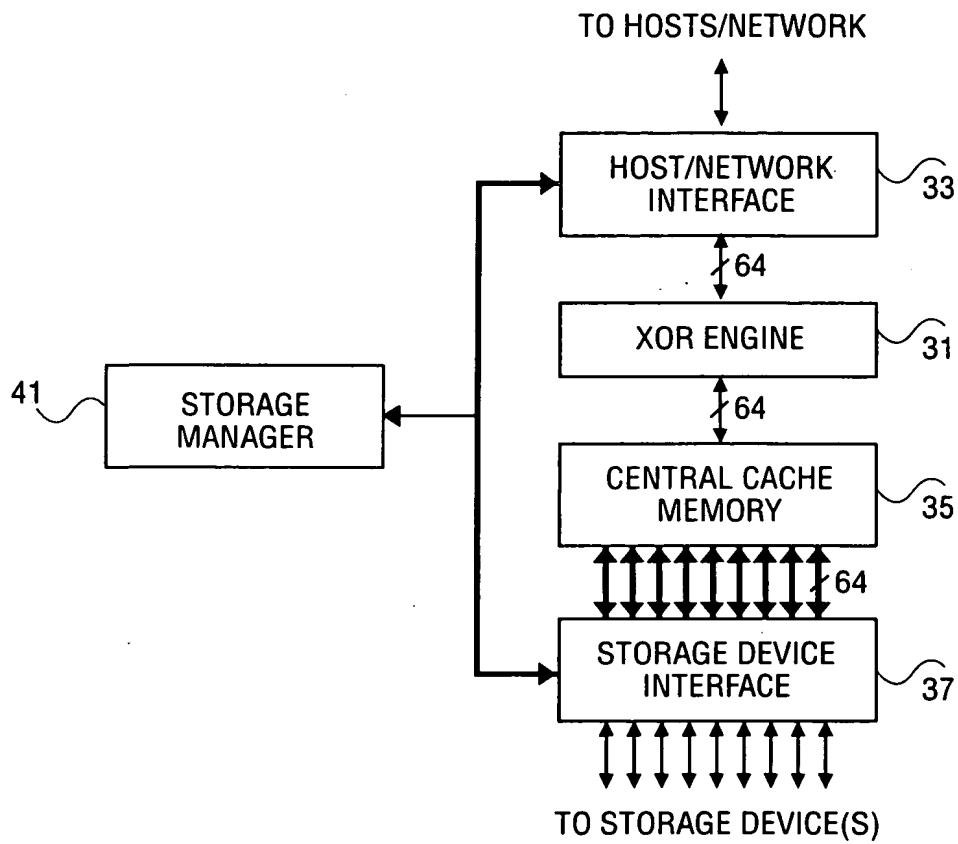 TO HOSTS/NETWORK
HOST/NETWORK
INTERFACE
33
64
XOR ENGINE
31
64
41
STORAGE
MANAGER
CENTRAL CACHE
MEMORY
35
64
STORAGE DEVICE
INTERFACE
37
TO STORAGE DEVICE(S)